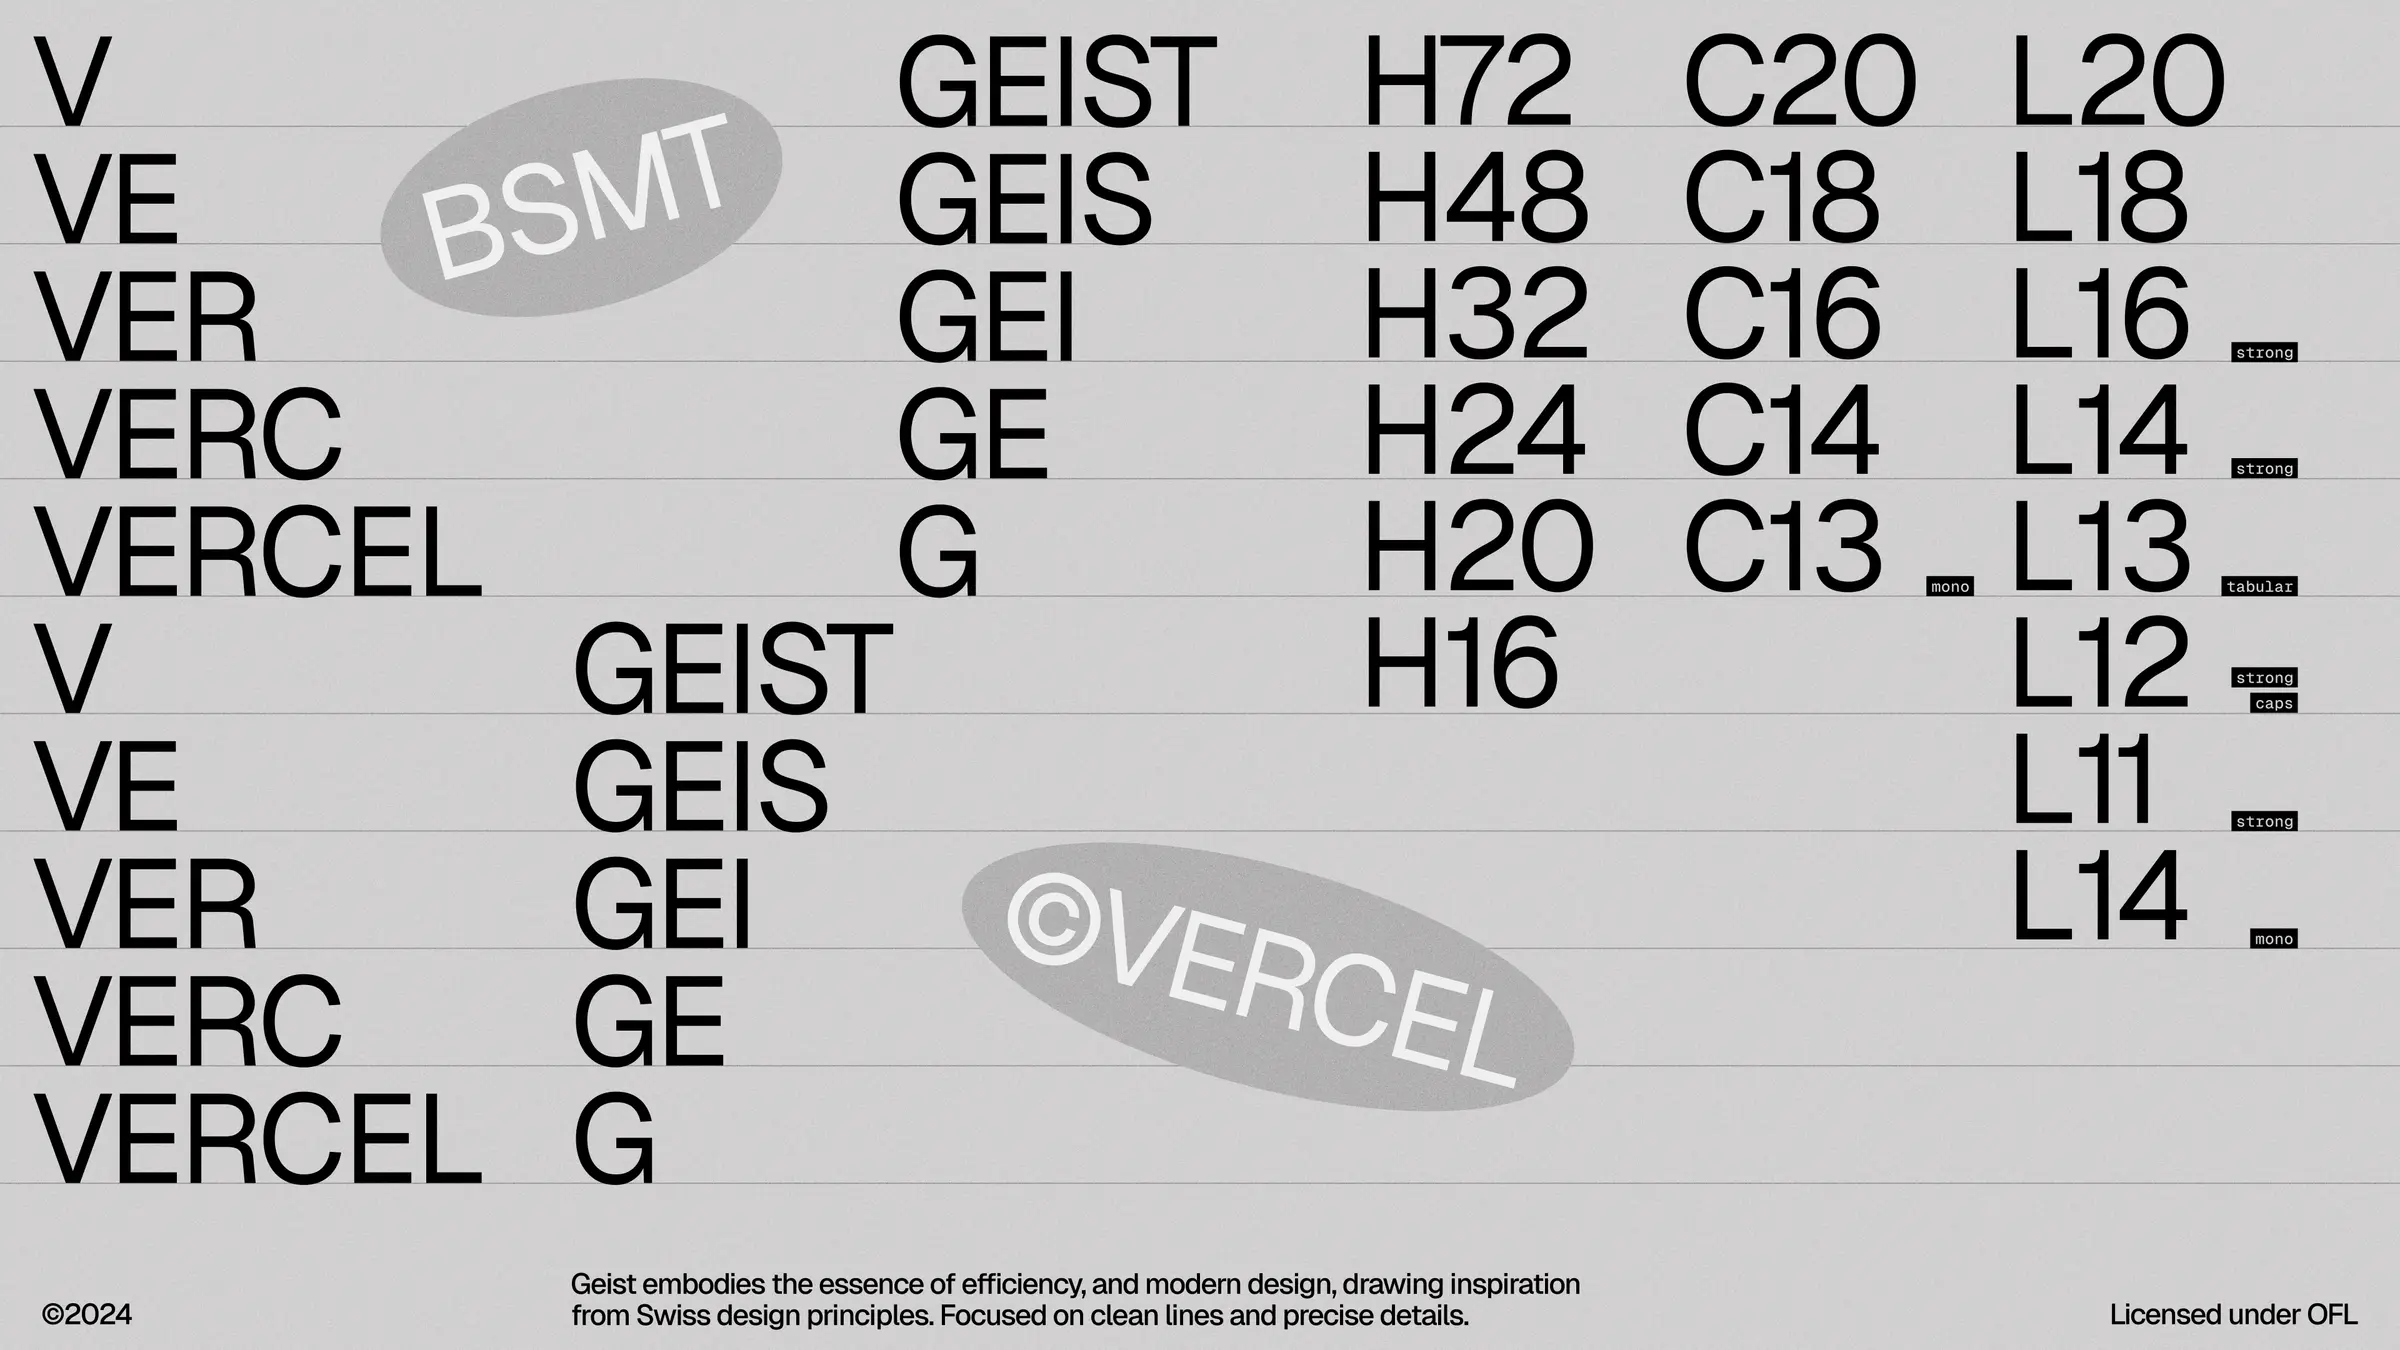 V GEIST H72 C20 L20
BSMT
VE GEIS H48 C18 L18
VER GEI H32 C16 L16 strong
VERC GE H24 C14 L14 strong
VERCEL G H20 C13 mono L13 tabular
V GEIST H16 L12 strong
caps
VE GEIS L11 strong
VER GEI L14 mono
©VERCEL
VERC GE
VERCEL G
Geist embodies the essence of efficiency, and modern design, drawing inspiration
from Swiss design principles. Focused on clean lines and precise details.
©2024
Licensed under OFL